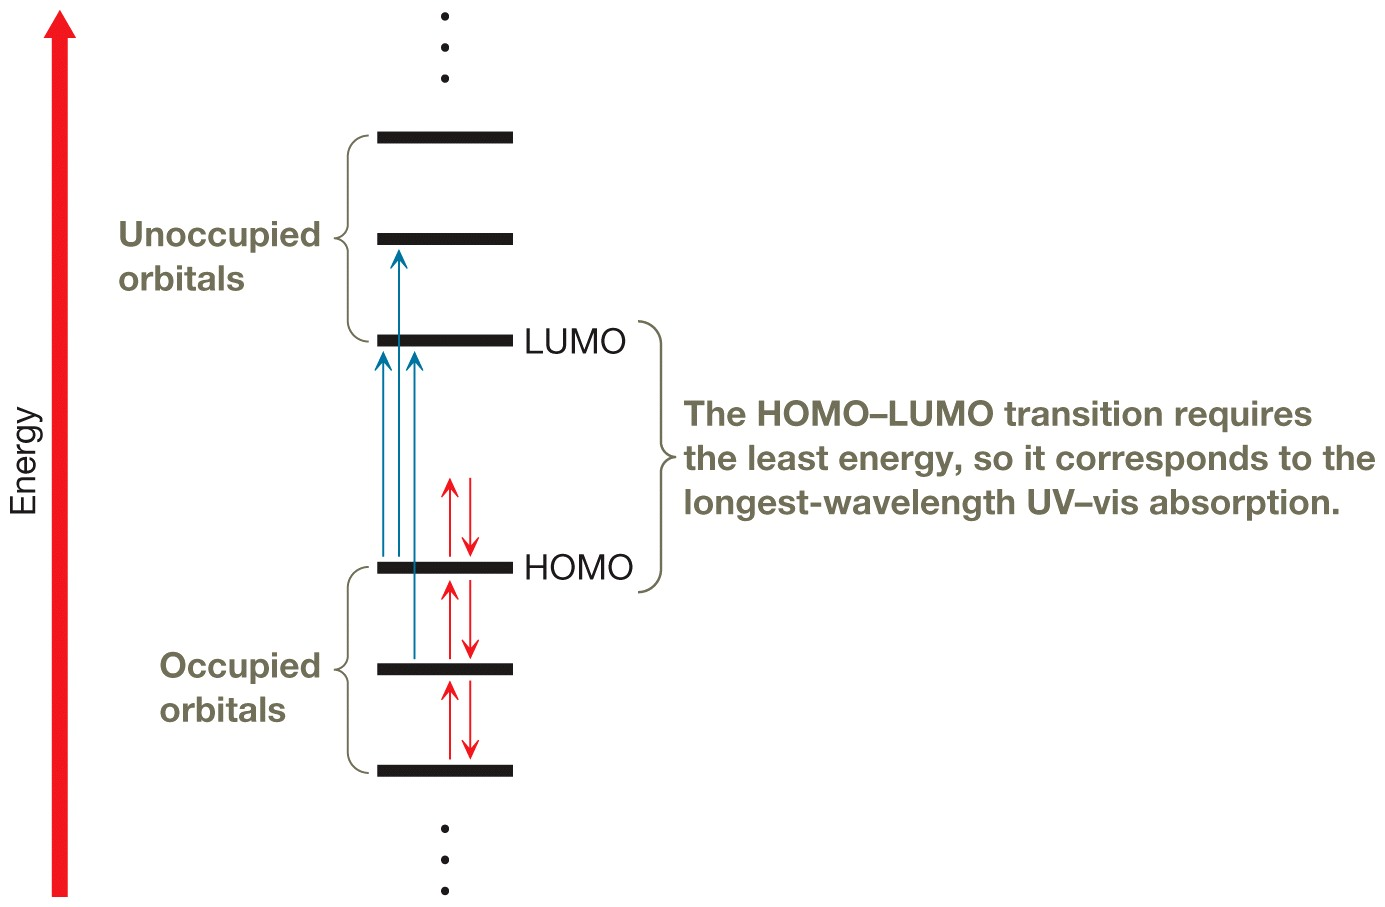 Energy
Unoccupied
orbitals
LUMO
The HOMO–LUMO transition requires
the least energy, so it corresponds to the
longest-wavelength UV–vis absorption.
HOMO
Occupied
orbitals